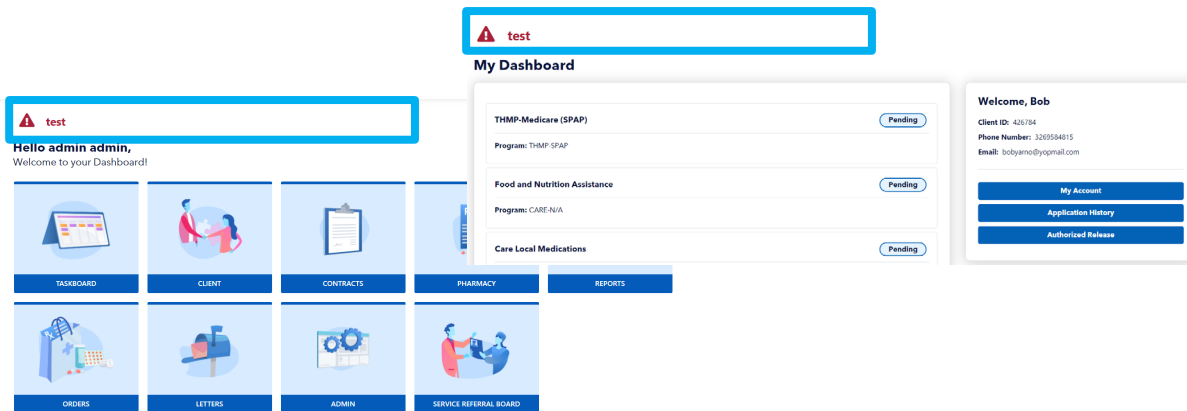 test
My Dashboard
THMP-Medicare (SPAP)
Pending
Program: THMP-SPAP
Food and Nutrition Assistance
Pending
Program: CARE-N/A
Care Local Medications
Pending
Welcome, Bob
Client ID: 426784
Phone Number: 3269584815
Email: bobyarno@yopmail.com
My Account
Application History
Authorized Release
test
Hello admin admin,
Welcome to your Dashboard!
TASKBOARD
CLIENT
CONTRACTS
PHARMACY
REPORTS
ORDERS
LETTERS
ADMIN
SERVICE REFERRAL BOARD